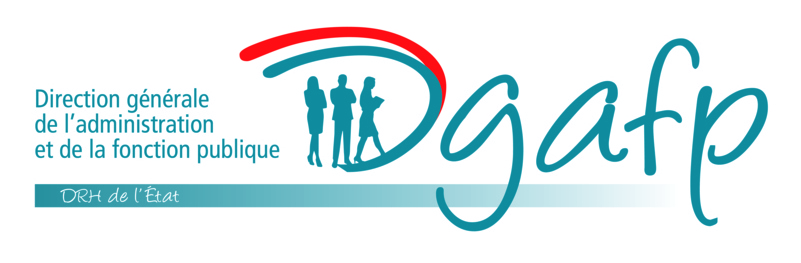 Direction générale
de l'administration
et de la fonction publique
Dgafp
DRH de l'État